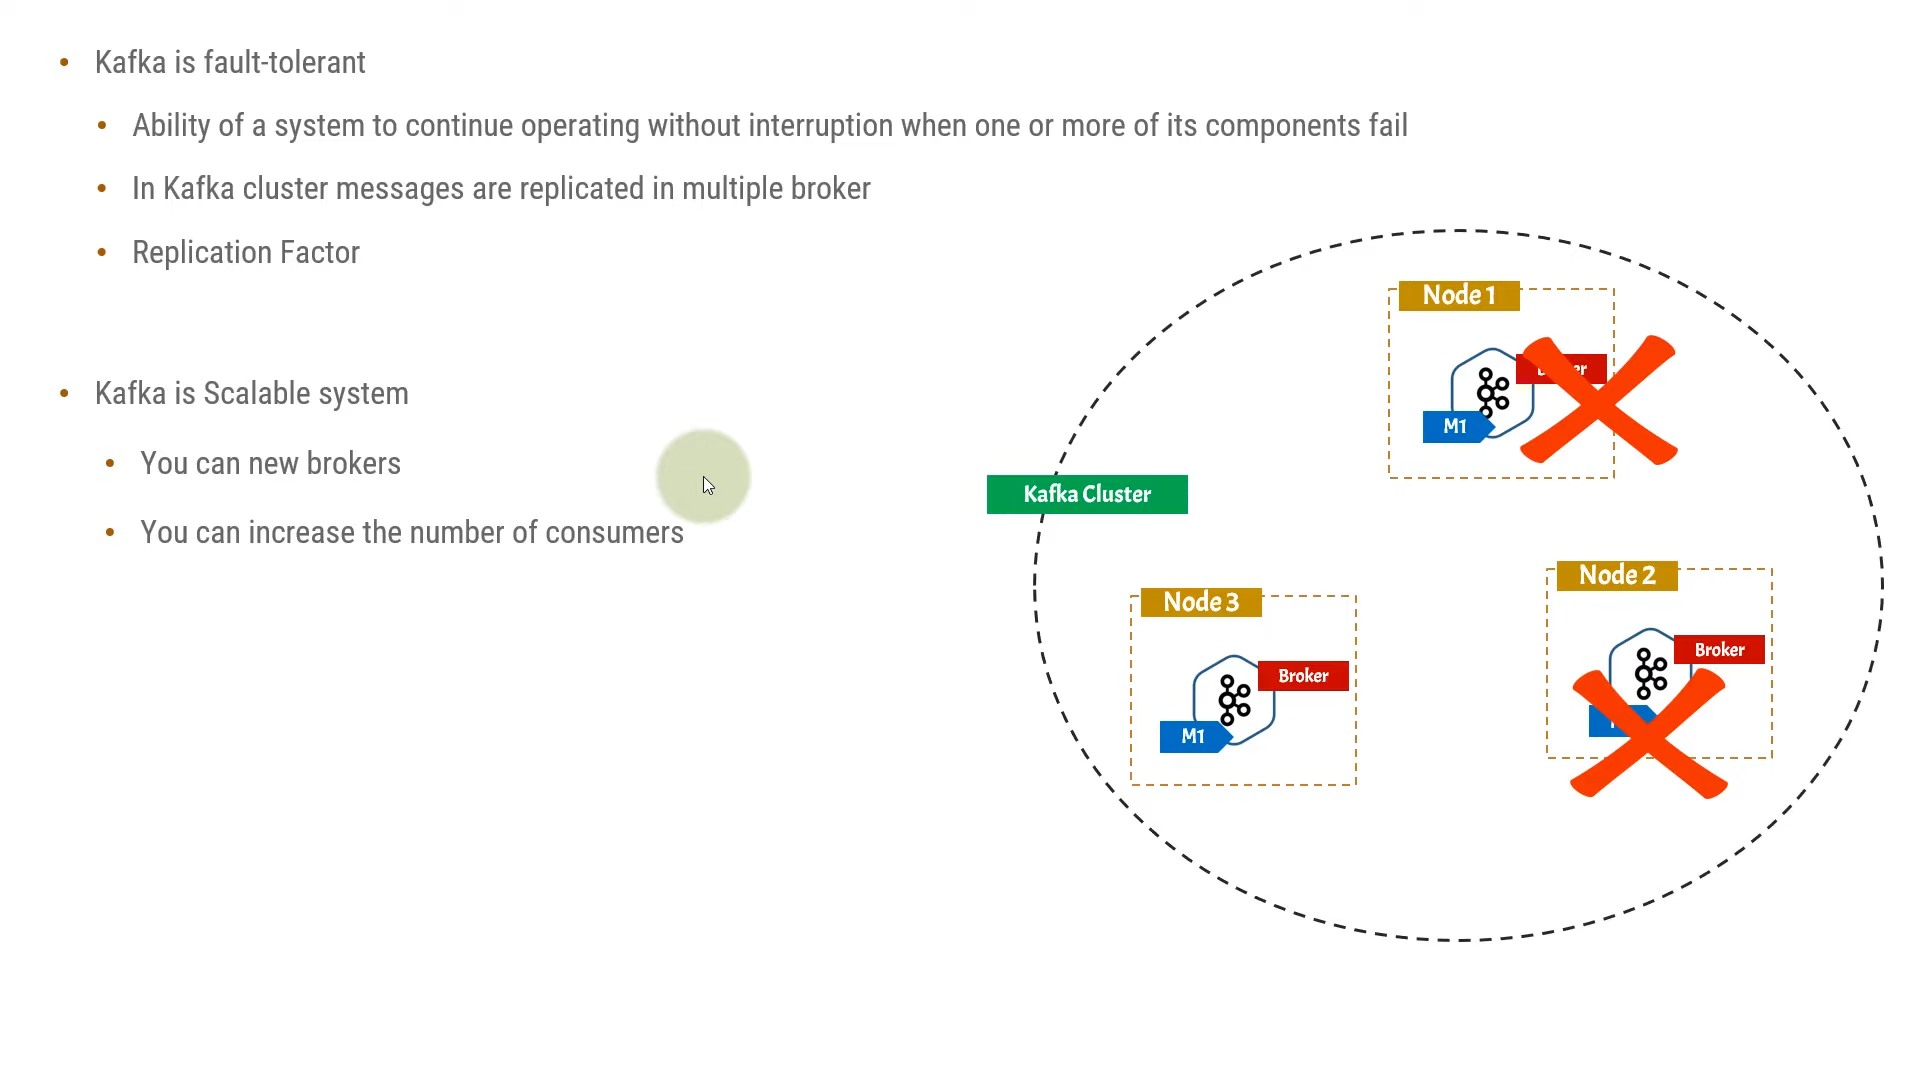 Kafka is fault-tolerant
Ability of a system to continue operating without interruption when one or more of its components fail
In Kafka cluster messages are replicated in multiple broker
Replication Factor
Kafka is Scalable system
You can new brokers
You can increase the number of consumers
Kafka Cluster
Node 1
M1
Node 2
Broker
Node 3
Broker
M1